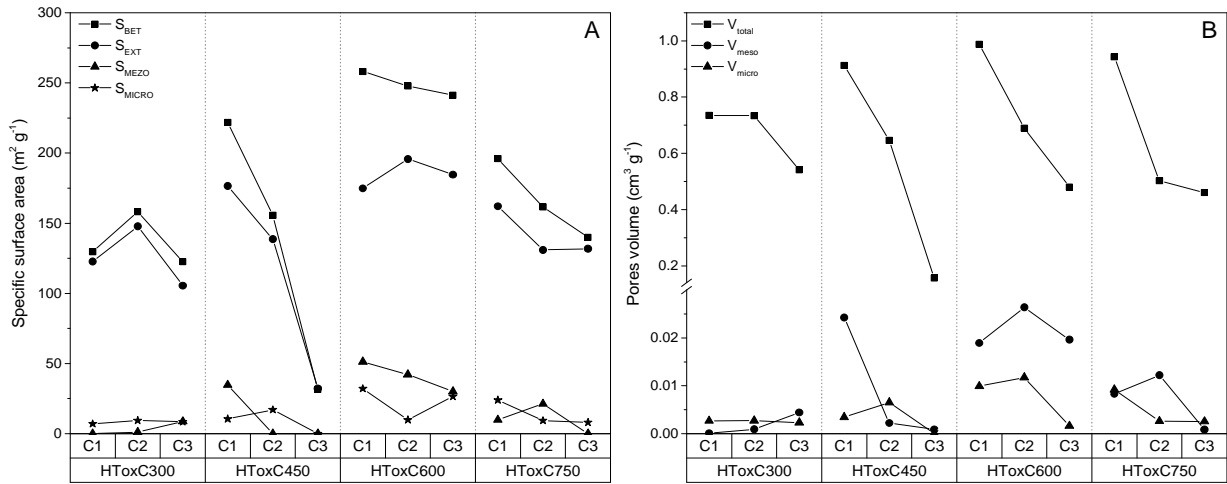 A
S_BET
S_EXT
S_MEZO
S_MICRO
Specific surface area (m² g⁻¹)
300
250
200
150
100
50
0
C1 C2 C3 C1 C2 C3 C1 C2 C3 C1 C2 C3
HToxC300 HToxC450 HToxC600 HToxC750
B
V_total
V_meso
V_micro
Pores volume (cm³ g⁻¹)
1.0
0.8
0.6
0.4
0.2
0.02
0.01
0.00
C1 C2 C3 C1 C2 C3 C1 C2 C3 C1 C2 C3
HToxC300 HToxC450 HToxC600 HToxC750